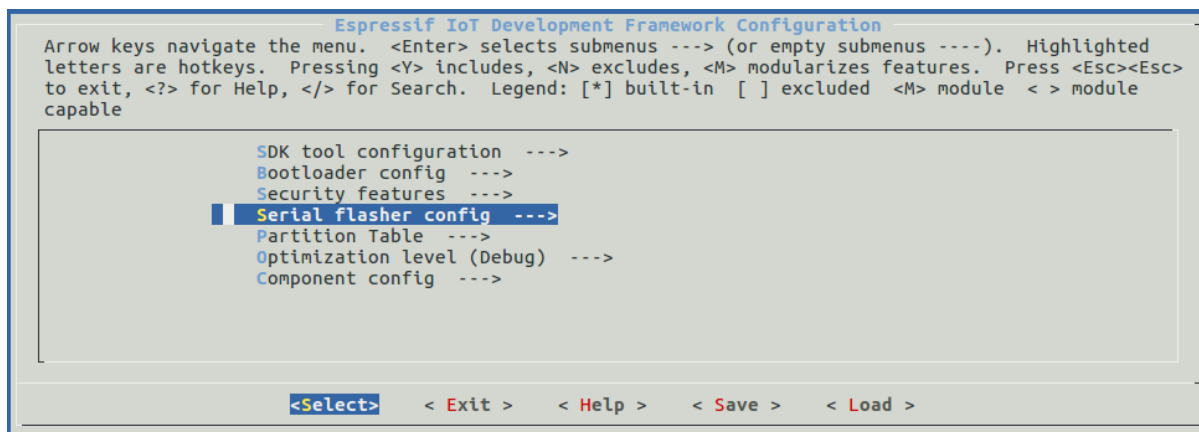 Espressif IoT Development Framework Configuration
Arrow keys navigate the menu.  <Enter> selects submenus ---> (or empty submenus ----).  Highlighted
letters are hotkeys.  Pressing <Y> includes, <N> excludes, <M> modularizes features.  Press <Esc><Esc>
to exit, <?> for Help, </> for Search.  Legend: [*] built-in  [ ] excluded  <M> module  < > module
capable
SDK tool configuration  --->
Bootloader config  --->
Security features  --->
Serial flasher config  --->
Partition Table  --->
Optimization level (Debug)  --->
Component config  --->
<Select>    < Exit >    < Help >    < Save >    < Load >